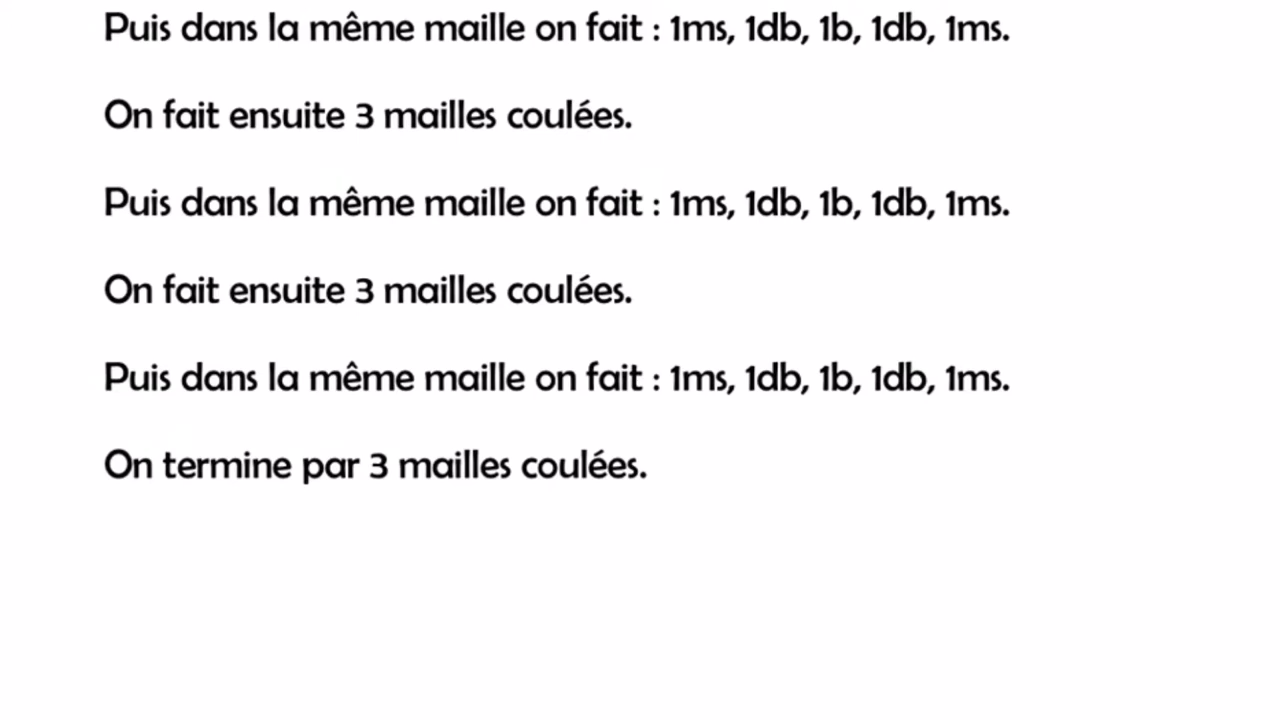 Puis dans la même maille on fait : 1ms, 1db, 1b, 1db, 1ms.
On fait ensuite 3 mailles coulées.
Puis dans la même maille on fait : 1ms, 1db, 1b, 1db, 1ms.
On fait ensuite 3 mailles coulées.
Puis dans la même maille on fait : 1ms, 1db, 1b, 1db, 1ms.
On termine par 3 mailles coulées.